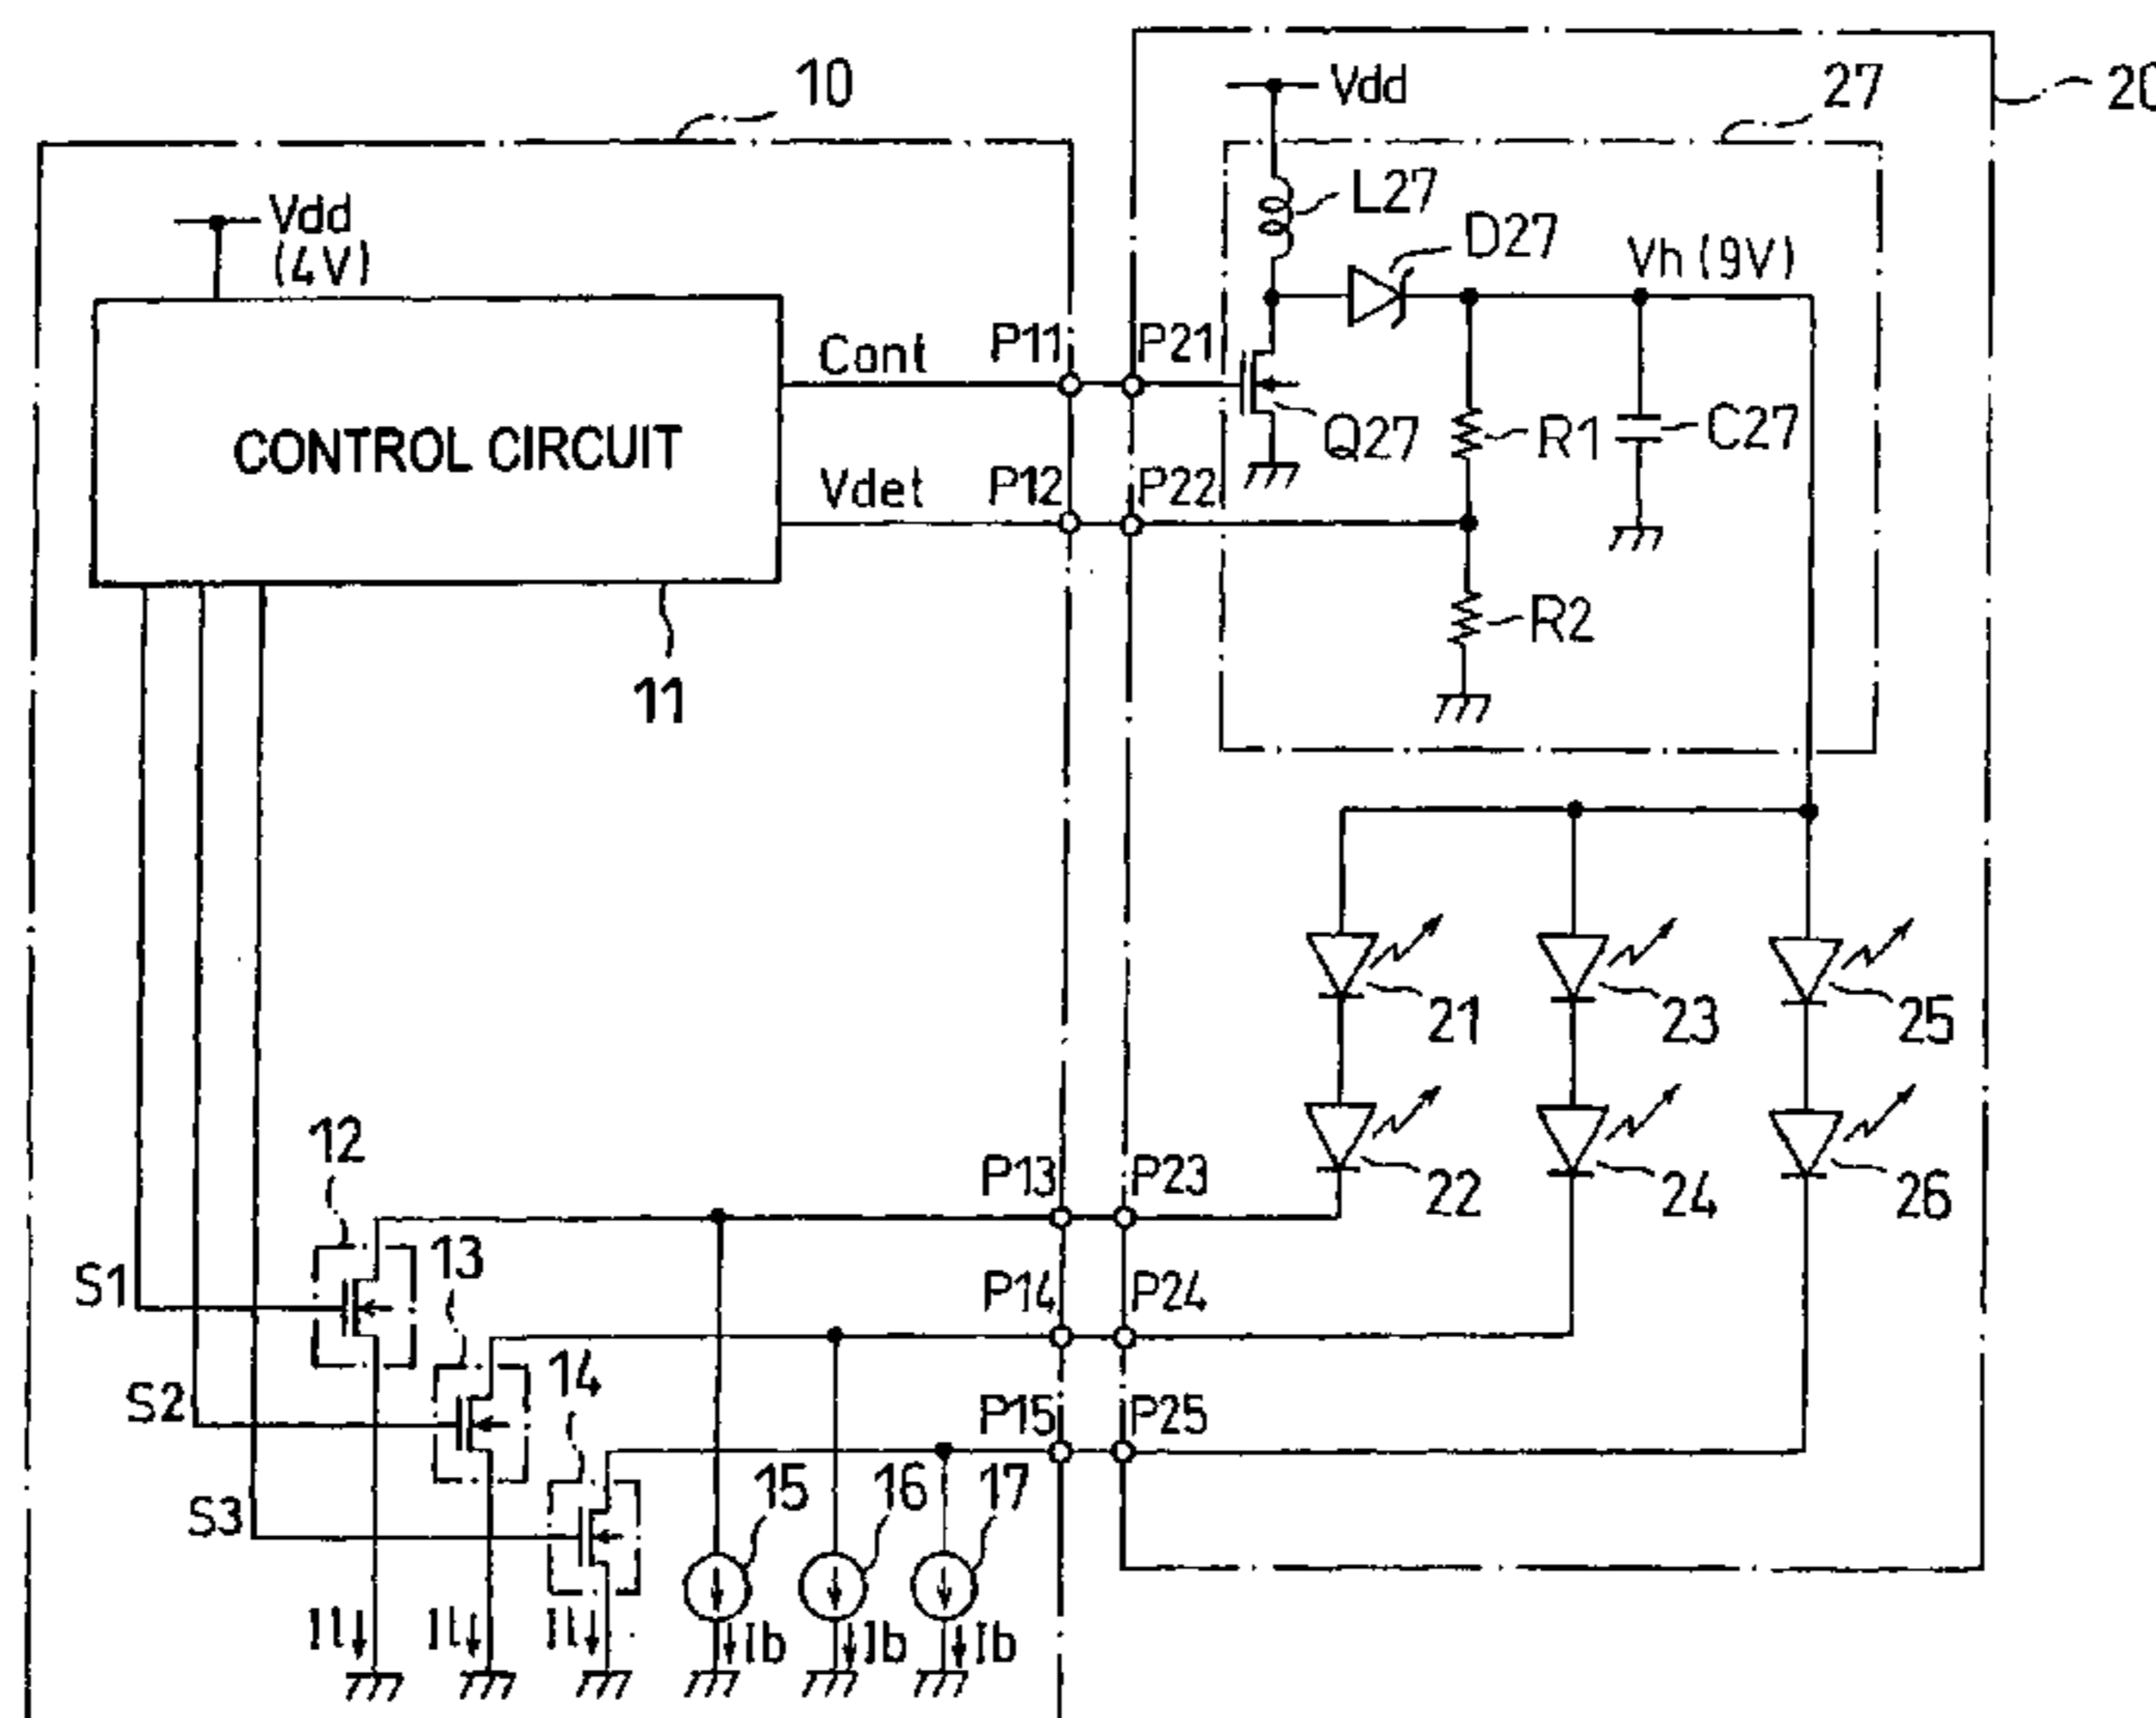 10
20
27
Vdd
Vdd
(4V)
L27
D27
Vh (9V)
Cont
P11
P21
CONTROL CIRCUIT
Q27
R1
C27
Vdet
P12
P22
R2
11
21
23
25
12
22
24
26
P13
P23
13
S1
P14
P24
14
S2
P15
P25
15
16
17
S3
Il
Il
Il
Ib
Ib
Ib